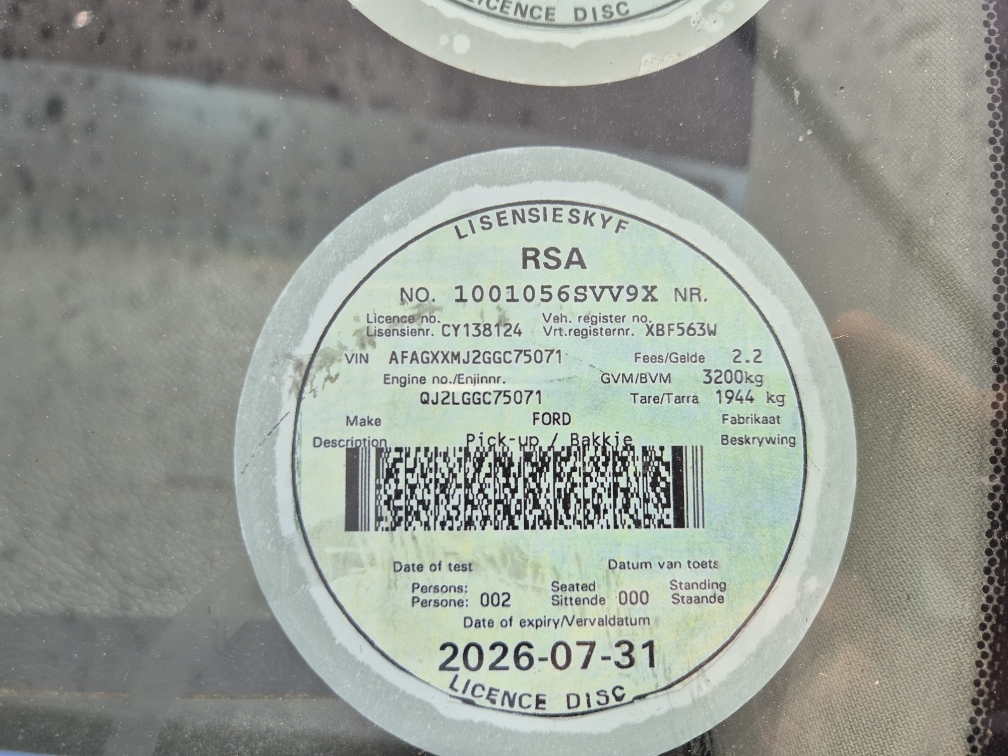 LICENCE DISC
LISENSIESKYF
RSA
NO. 1001056SVV9X NR.
Licence no. Veh. register no.
Lisensienr. CY138124 Vrt.registernr. XBF563W
VIN AFAGXXMJ2GGC75071 Fees/Gelde 2.2
Engine no./Enjinnr. GVM/BVM 3200kg
QJ2LGGC75071 Tare/Tarra 1944 kg
Make FORD Fabrikaat
Description Pick-up / Bakkie Beskrywing
Date of test Datum van toets
Persons: Seated Standing
Persone: 002 Sittende 000 Staande
Date of expiry/Vervaldatum
2026-07-31
LICENCE DISC